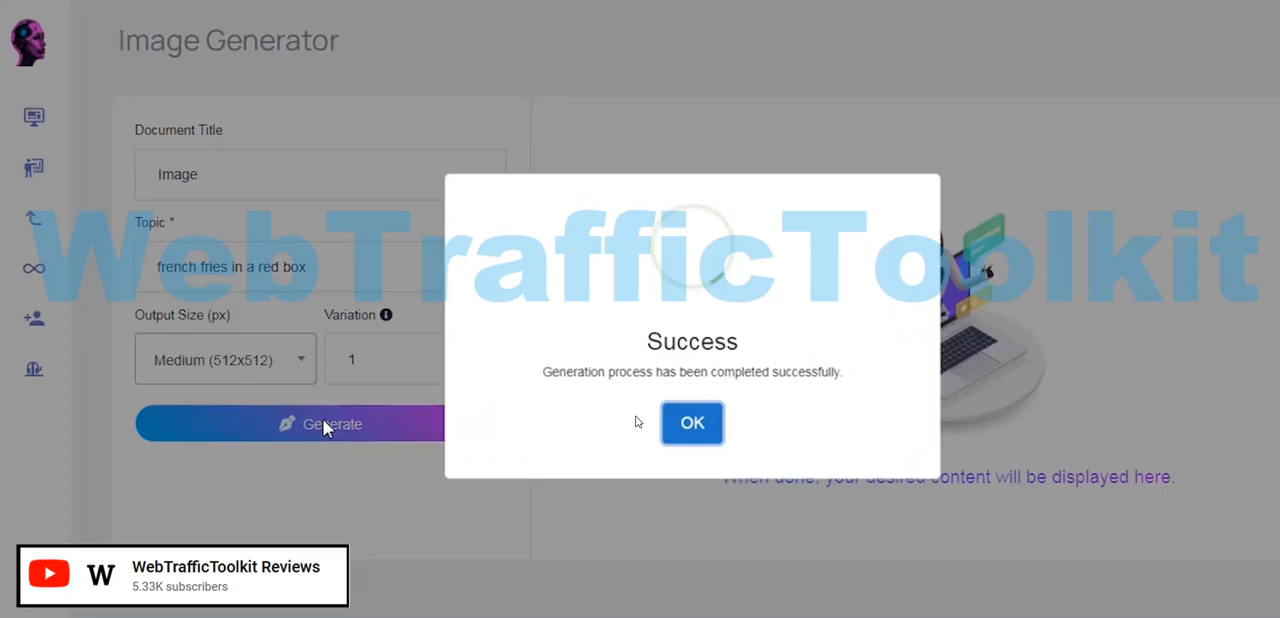 Image Generator
Document Title
Image
Topic *
WebTrafficToolkit
french fries in a red box
Output Size (px)
Variation
Medium (512x512)
1
Generate
Success
Generation process has been completed successfully.
OK
When done, your desired content will be displayed here.
W
WebTrafficToolkit Reviews
5.33K subscribers